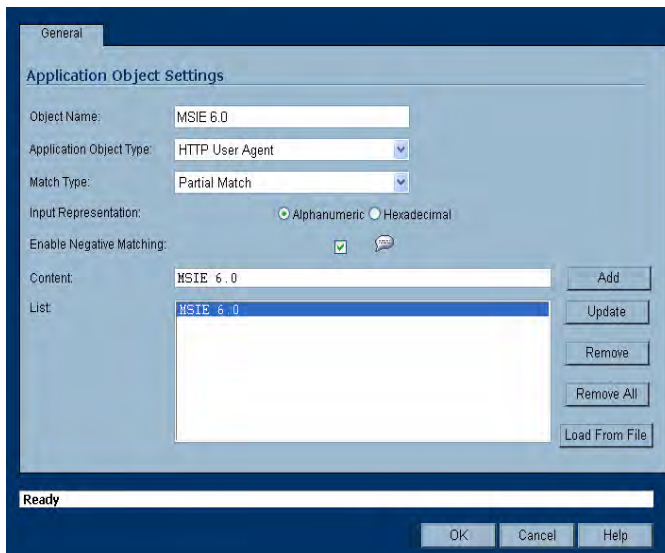 General
Application Object Settings
Object Name: MSIE 6.0
Application Object Type: HTTP User Agent
Match Type: Partial Match
Input Representation: Alphanumeric Hexadecimal
Enable Negative Matching:
Content: MSIE 6.0 Add
List: MSIE 6.0 Update
Remove
Remove All
Load From File
Ready
OK Cancel Help